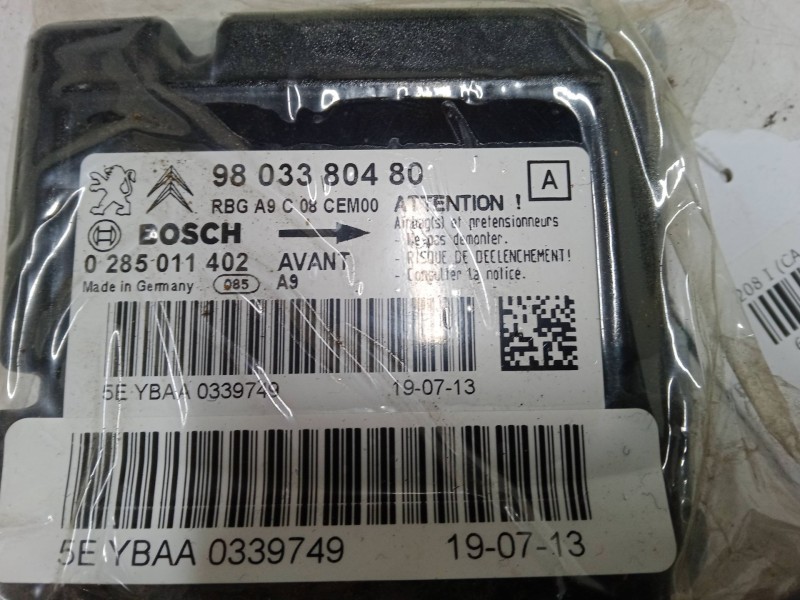 98 033 804 80
A
RBG A9 C 08 CEM00
ATTENTION !
Airbag(s) et pretensionneurs
Ne pas demonter.
RISQUE DE DECLENCHEMENT!
Consulter la notice.
BOSCH
0 285 011 402 AVANT
Made in Germany 085 A9
5E YBAA 0339749 19-07-13
5E YBAA 0339749 19-07-13
208 I (CA